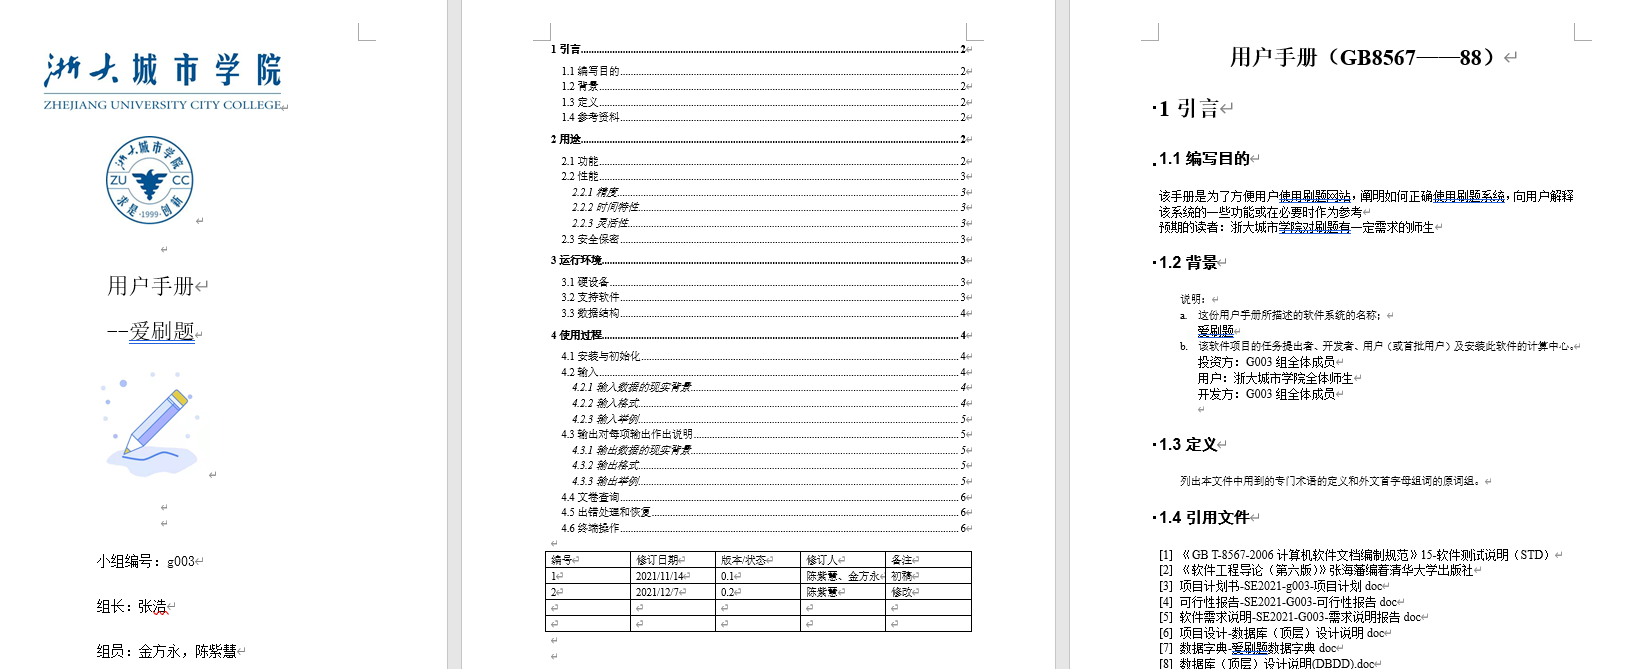 浙大城市学院
ZHEJIANG UNIVERSITY CITY COLLEGE
浙大城市学院
ZU CC
求是 ·1999· 创新
用户手册
--爱刷题
小组编号：g003
组长：张浩
组员：金方永，陈紫慧
1 引言 2
1.1 编写目的 2
1.2 背景 2
1.3 定义 2
1.4 参考资料 2
2 用途 2
2.1 功能 2
2.2 性能 3
2.2.1 精度 3
2.2.2 时间特性 3
2.2.3 灵活性 3
2.3 安全保密 3
3 运行环境 3
3.1 硬设备 3
3.2 支持软件 3
3.3 数据结构 4
4 使用过程 4
4.1 安装与初始化 4
4.2 输入 4
4.2.1 输入数据的现实背景 4
4.2.2 输入格式 4
4.2.3 输入举例 5
4.3 输出对每项输出作出说明 5
4.3.1 输出数据的现实背景 5
4.3.2 输出格式 5
4.3.3 输出举例 5
4.4 文卷查询 6
4.5 出错处理和恢复 6
4.6 终端操作 6
编号 修订日期 版本/状态 修订人 备注
1 2021/11/14 0.1 陈紫慧、金方永 初稿
2 2021/12/7 0.2 陈紫慧 修改
用户手册（GB8567——88）
1 引言
1.1 编写目的
该手册是为了方便用户使用刷题网站，阐明如何正确使用刷题系统，向用户解释
该系统的一些功能或在必要时作为参考
预期的读者：浙大城市学院对刷题有一定需求的师生
1.2 背景
说明：
a. 这份用户手册所描述的软件系统的名称；
爱刷题
b. 该软件项目的任务提出者、开发者、用户（或首批用户）及安装此软件的计算中心。
投资方：G003 组全体成员
用户：浙大城市学院全体师生
开发方：G003 组全体成员
1.3 定义
列出本文件中用到的专门术语的定义和外文首字母组词的原词组。
1.4 引用文件
[1] 《GB T-8567-2006 计算机软件文档编制规范》15-软件测试说明（STD）
[2] 《软件工程导论（第六版）》张海藩编着清华大学出版社
[3] 项目计划书-SE2021-g003-项目计划 doc
[4] 可行性报告-SE2021-G003-可行性报告 doc
[5] 软件需求说明-SE2021-G003-需求说明报告 doc
[6] 项目设计-数据库（顶层）设计说明 doc
[7] 数据字典-爱刷题数据字典 doc
[8] 数据库（顶层）设计说明(DBDD).doc